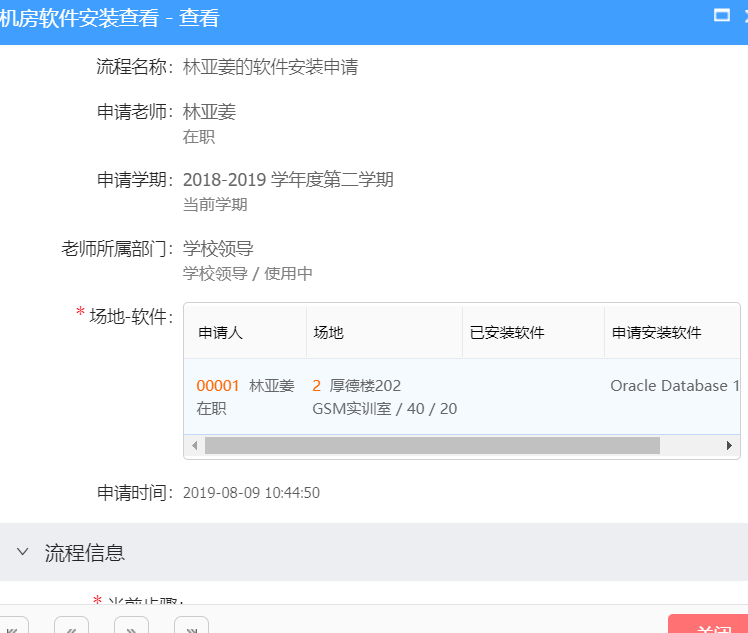 机房软件安装查看 - 查看
流程名称： 林亚姜的软件安装申请
申请老师： 林亚姜
在职
申请学期： 2018-2019 学年度第二学期
当前学期
老师所属部门： 学校领导
学校领导 / 使用中
* 场地-软件：
申请人 场地 已安装软件 申请安装软件
00001 林亚姜 2 厚德楼202 Oracle Database 1
在职 GSM实训室 / 40 / 20
申请时间： 2019-08-09 10:44:50
流程信息
* 当前步骤：
关闭